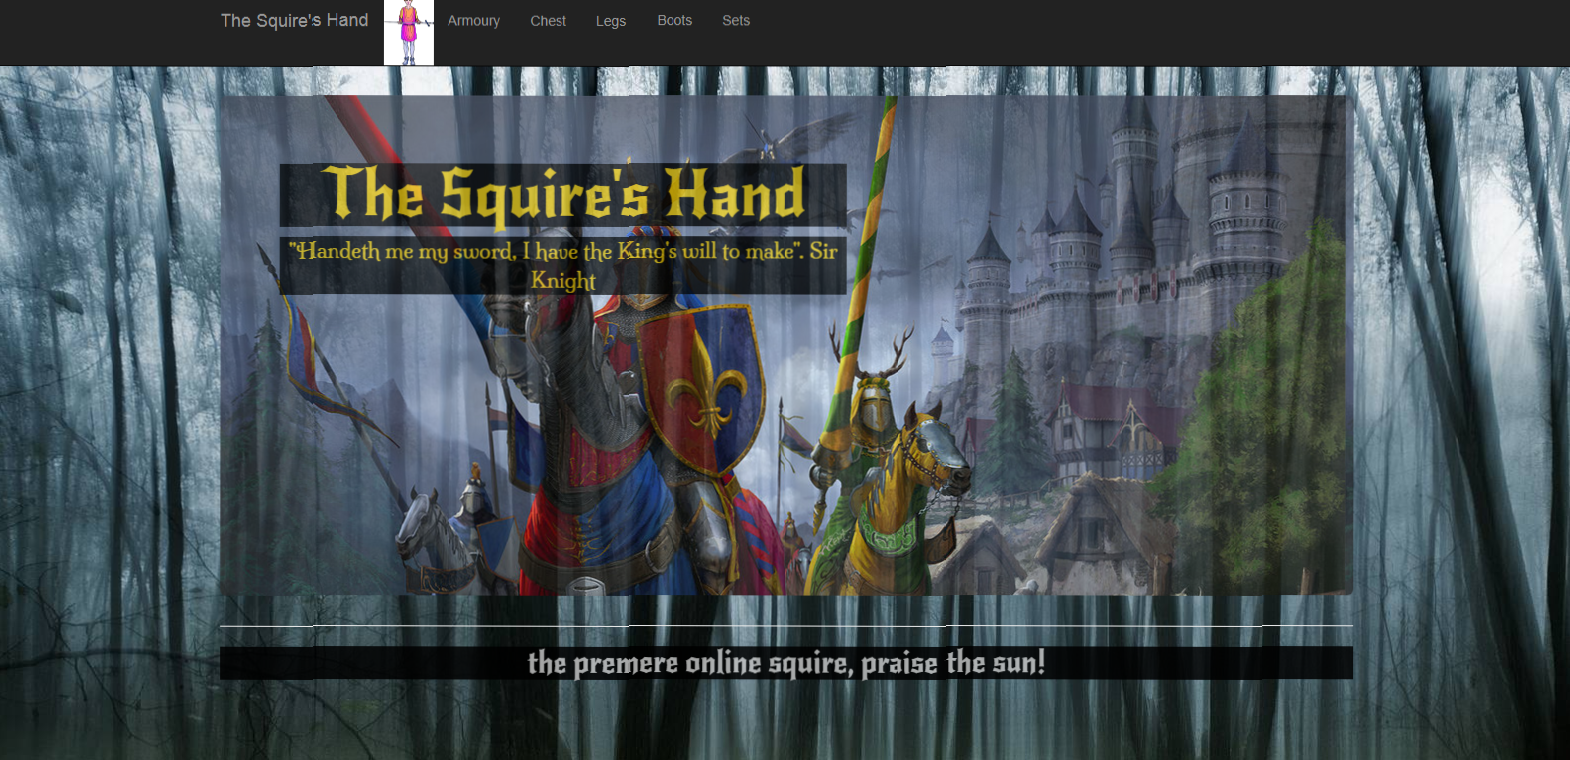 The Squire's Hand Armoury Chest Legs Boots Sets
The Squire's Hand
"Handeth me my sword, I have the King's will to make". Sir
Knight
the premere online squire, praise the sun!